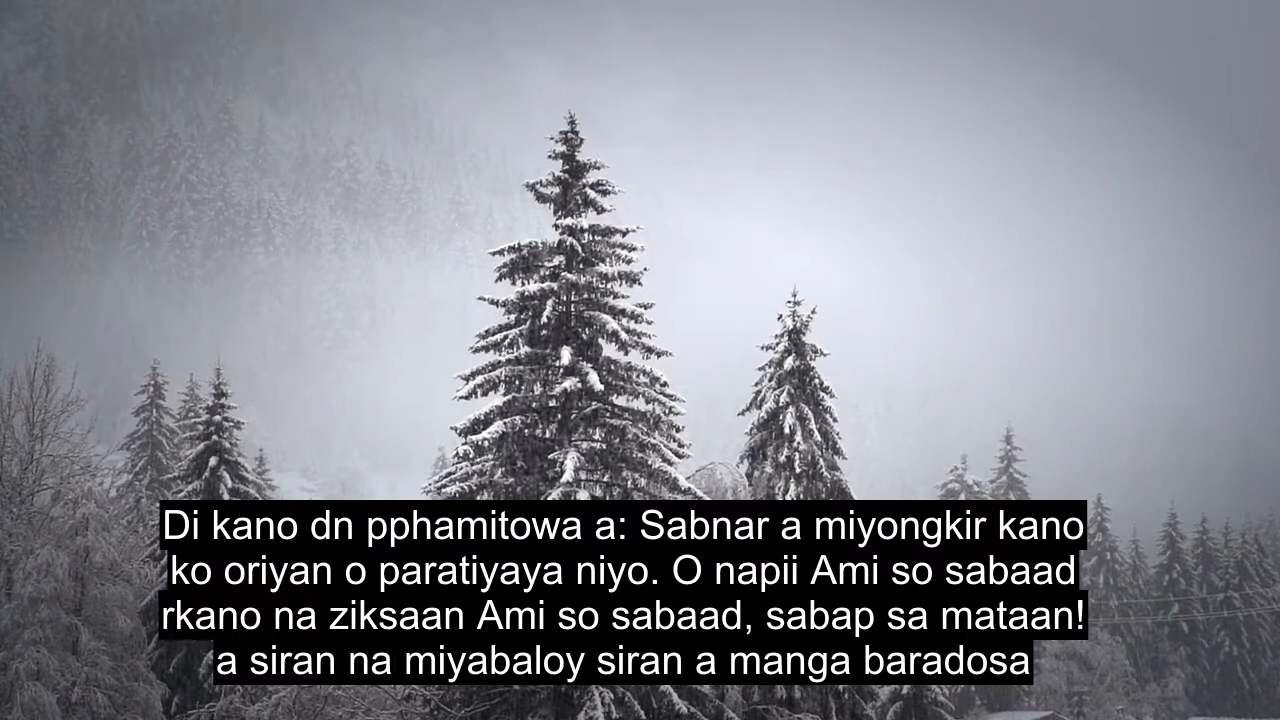 Di kano dn pphamitowa a: Sabnar a miyongkir kano
ko oriyan o paratiyaya niyo. O napii Ami so sabaad
rkano na ziksaan Ami so sabaad, sabap sa mataan!
a siran na miyabaloy siran a manga baradosa